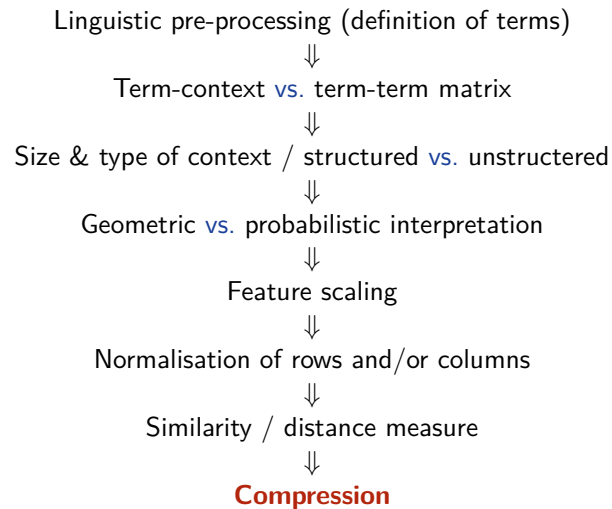 Linguistic pre-processing (definition of terms)
⇓
Term-context vs. term-term matrix
⇓
Size & type of context / structured vs. unstructered
⇓
Geometric vs. probabilistic interpretation
⇓
Feature scaling
⇓
Normalisation of rows and/or columns
⇓
Similarity / distance measure
⇓
Compression